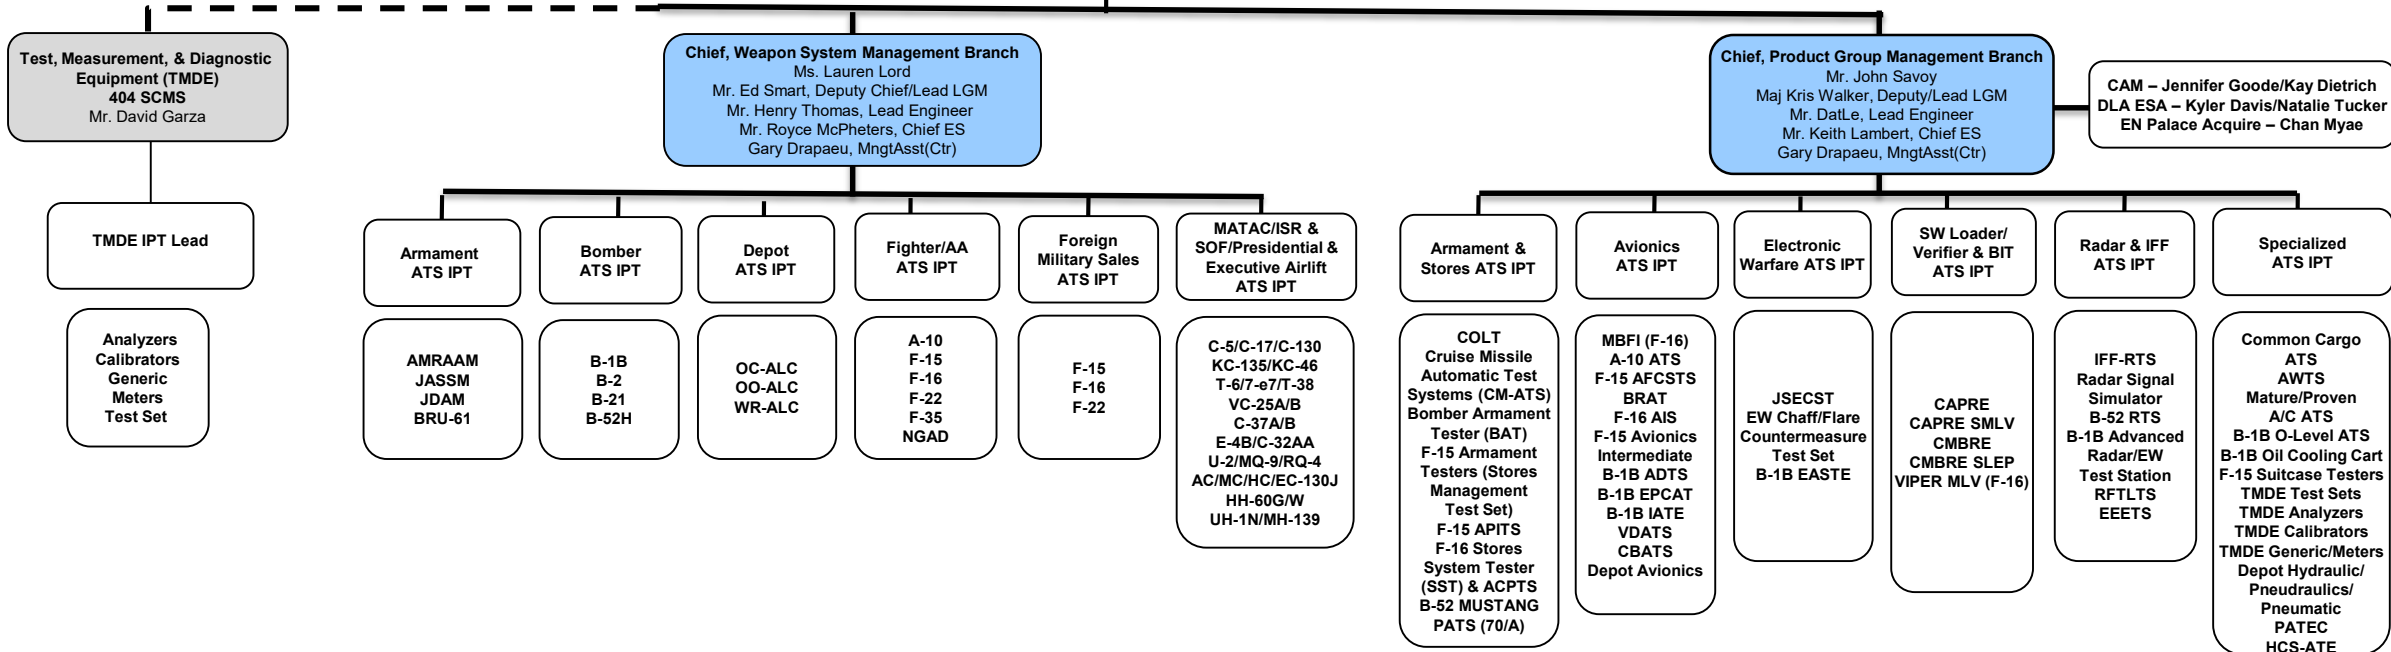 Test, Measurement, & Diagnostic
Equipment (TMDE)
404 SCMS
Mr. David Garza
Chief, Weapon System Management Branch
Ms. Lauren Lord
Mr. Ed Smart, Deputy Chief/Lead LGM
Mr. Henry Thomas, Lead Engineer
Mr. Royce McPheters, Chief ES
Gary Drapaeu, MngtAsst(Ctr)
Chief, Product Group Management Branch
Mr. John Savoy
Maj Kris Walker, Deputy/Lead LGM
Mr. DatLe, Lead Engineer
Mr. Keith Lambert, Chief ES
Gary Drapaeu, MngtAsst(Ctr)
CAM – Jennifer Goode/Kay Dietrich
DLA ESA – Kyler Davis/Natalie Tucker
EN Palace Acquire – Chan Myae
TMDE IPT Lead
Analyzers
Calibrators
Generic
Meters
Test Set
Armament
ATS IPT
AMRAAM
JASSM
JDAM
BRU-61
Bomber
ATS IPT
B-1B
B-2
B-21
B-52H
Depot
ATS IPT
OC-ALC
OO-ALC
WR-ALC
Fighter/AA
ATS IPT
A-10
F-15
F-16
F-22
F-35
NGAD
Foreign
Military Sales
ATS IPT
F-15
F-16
F-22
MATAC/ISR &
SOF/Presidential &
Executive Airlift
ATS IPT
C-5/C-17/C-130
KC-135/KC-46
T-6/7-e7/T-38
VC-25A/B
C-37A/B
E-4B/C-32AA
U-2/MQ-9/RQ-4
AC/MC/HC/EC-130J
HH-60G/W
UH-1N/MH-139
Armament &
Stores ATS IPT
COLT
Cruise Missile
Automatic Test
Systems (CM-ATS)
Bomber Armament
Tester (BAT)
F-15 Armament
Testers (Stores
Management
Test Set)
F-15 APITS
F-16 Stores
System Tester
(SST) & ACPTS
B-52 MUSTANG
PATS (70/A)
Avionics
ATS IPT
MBFI (F-16)
A-10 ATS
F-15 AFCSTS
BRAT
F-16 AIS
F-15 Avionics
Intermediate
B-1B ADTS
B-1B EPCAT
B-1B IATE
VDATS
CBATS
Depot Avionics
Electronic
Warfare ATS IPT
JSECST
EW Chaff/Flare
Countermeasure
Test Set
B-1B EASTE
SW Loader/
Verifier & BIT
ATS IPT
CAPRE
CAPRE SMLV
CMBRE
CMBRE SLEP
VIPER MLV (F-16)
Radar & IFF
ATS IPT
IFF-RTS
Radar Signal
Simulator
B-52 RTS
B-1B Advanced
Radar/EW
Test Station
RFTLTS
EEETS
Specialized
ATS IPT
Common Cargo
ATS
AWTS
Mature/Proven
A/C ATS
B-1B O-Level ATS
B-1B Oil Cooling Cart
F-15 Suitcase Testers
TMDE Test Sets
TMDE Analyzers
TMDE Calibrators
TMDE Generic/Meters
Depot Hydraulic/
Pneudraulics/
Pneumatic
PATEC
HCS-ATE